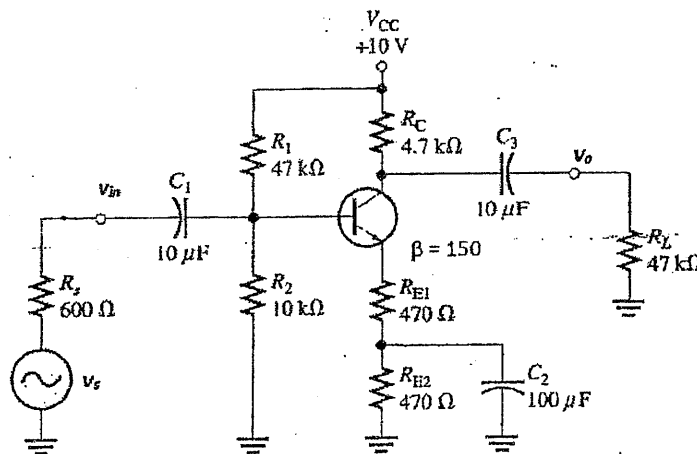 V_CC
+10 V
R_C
4.7 kΩ
R_1
47 kΩ
C_3
10 μF
v_o
v_in
C_1
10 μF
β = 150
R_L
47 kΩ
R_s
600 Ω
R_2
10 kΩ
R_E1
470 Ω
v_s
R_E2
470 Ω
C_2
100 μF